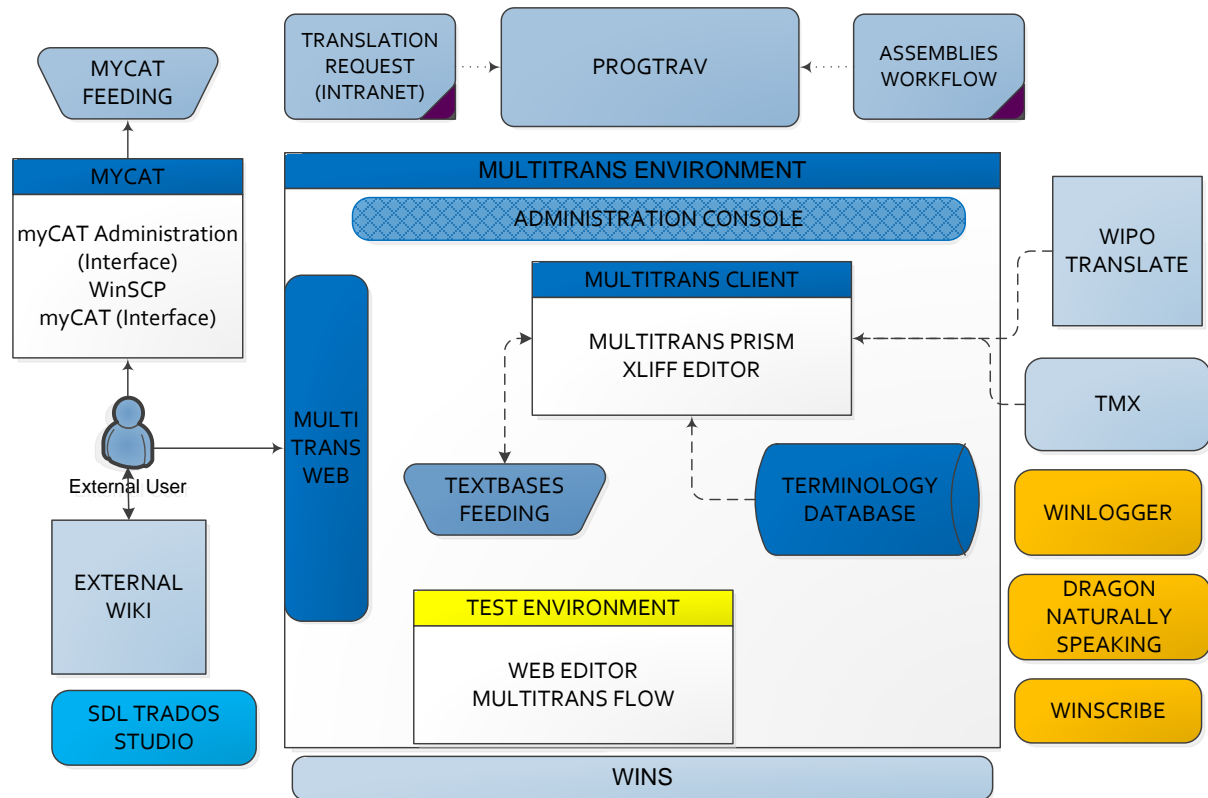 TRANSLATION
REQUEST
(INTRANET)
PROGTRAV
ASSEMBLIES
WORKFLOW
MYCAT
FEEDING
MYCAT
myCAT Administration
(Interface)
WinSCP
myCAT (Interface)
External User
EXTERNAL
WIKI
SDL TRADOS
STUDIO
MULTITRANS ENVIRONMENT
ADMINISTRATION CONSOLE
MULTI
TRANS
WEB
MULTITRANS CLIENT
MULTITRANS PRISM
XLIFF EDITOR
TEXTBASES
FEEDING
TERMINOLOGY
DATABASE
TEST ENVIRONMENT
WEB EDITOR
MULTITRANS FLOW
WINS
WIPO
TRANSLATE
TMX
WINLOGGER
DRAGON
NATURALLY
SPEAKING
WINSCRIBE